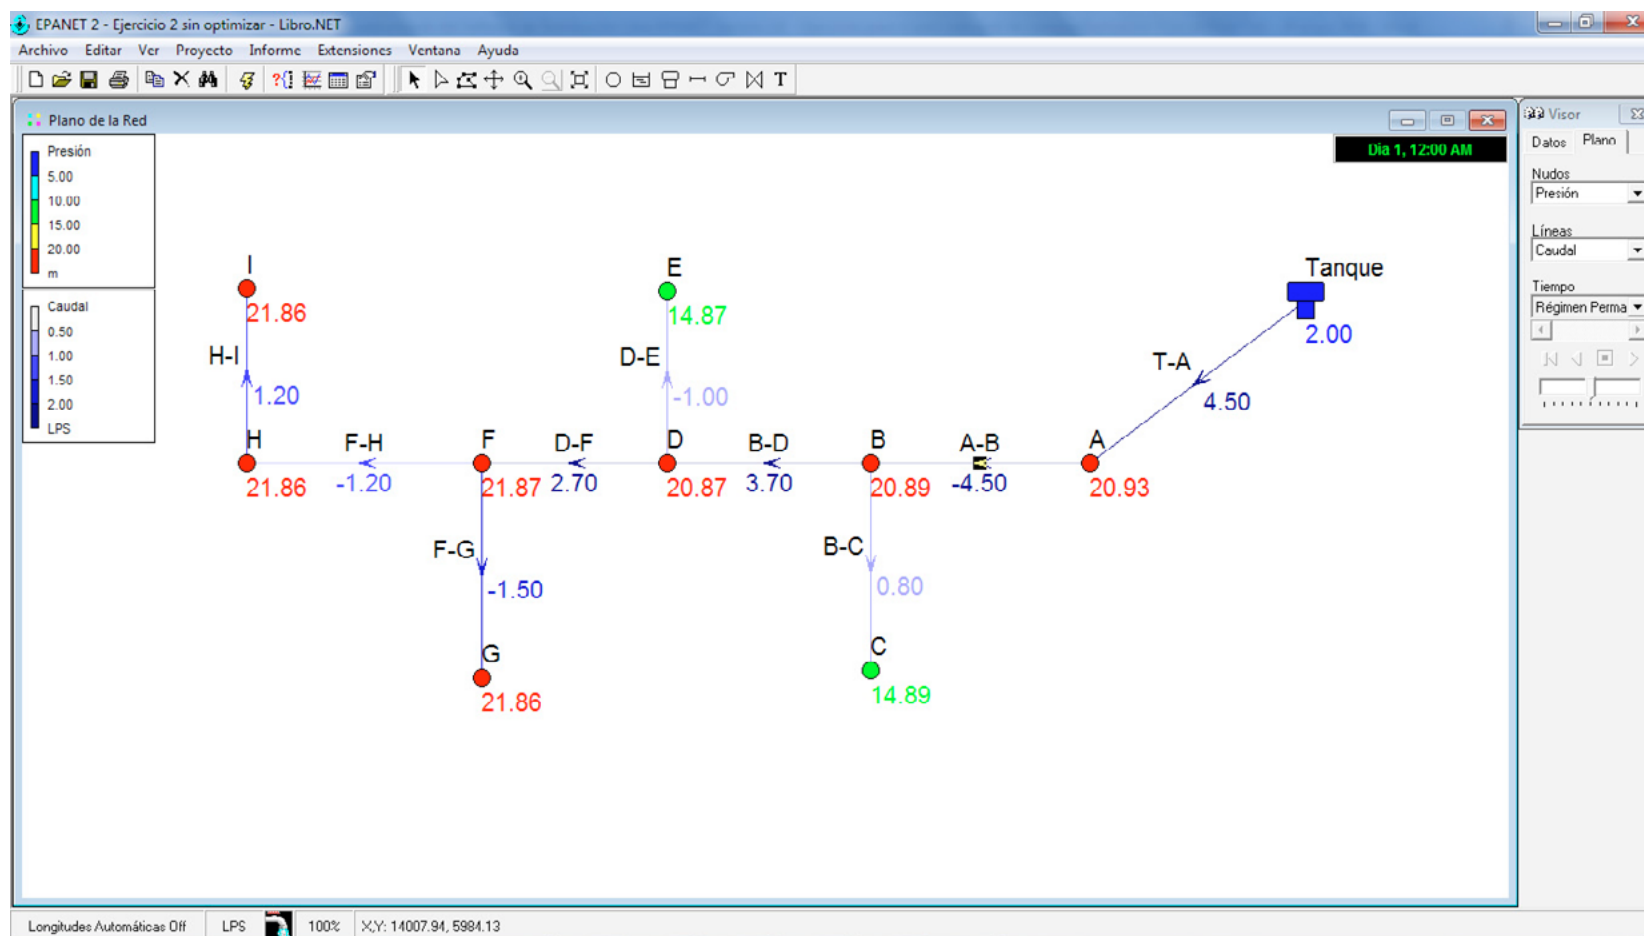 EPANET 2 - Ejercicio 2 sin optimizar - Libro.NET
Archivo Editar Ver Proyecto Informe Extensiones Ventana Ayuda
T
Plano de la Red
Visor
Datos Plano
Día 1, 12:00 AM
Presión
5.00
10.00
15.00
20.00
m
Caudal
0.50
1.00
1.50
2.00
LPS
Nudos
Presión
Líneas
Caudal
Tiempo
Régimen Perma
I
21.86
H-I
1.20
E
14.87
D-E
-1.00
Tanque
2.00
T-A
4.50
H
21.86
F-H
-1.20
F
21.87
D-F
2.70
D
20.87
B-D
3.70
B
20.89
A-B
-4.50
A
20.93
F-G
-1.50
B-C
0.80
G
21.86
C
14.89
Longitudes Automáticas Off LPS 100% X,Y: 14007.94, 5984.13